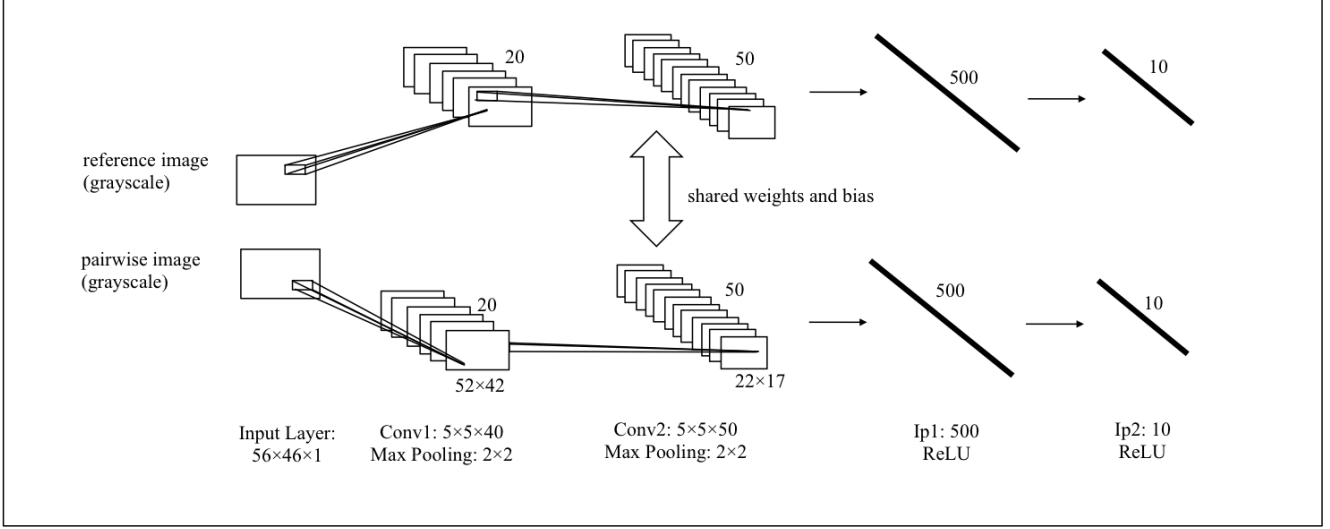 20
50
500
10
reference image
(grayscale)
shared weights and bias
pairwise image
(grayscale)
20
50
500
10
52×42
22×17
Input Layer:
56×46×1
Conv1: 5×5×40
Max Pooling: 2×2
Conv2: 5×5×50
Max Pooling: 2×2
Ip1: 500
ReLU
Ip2: 10
ReLU